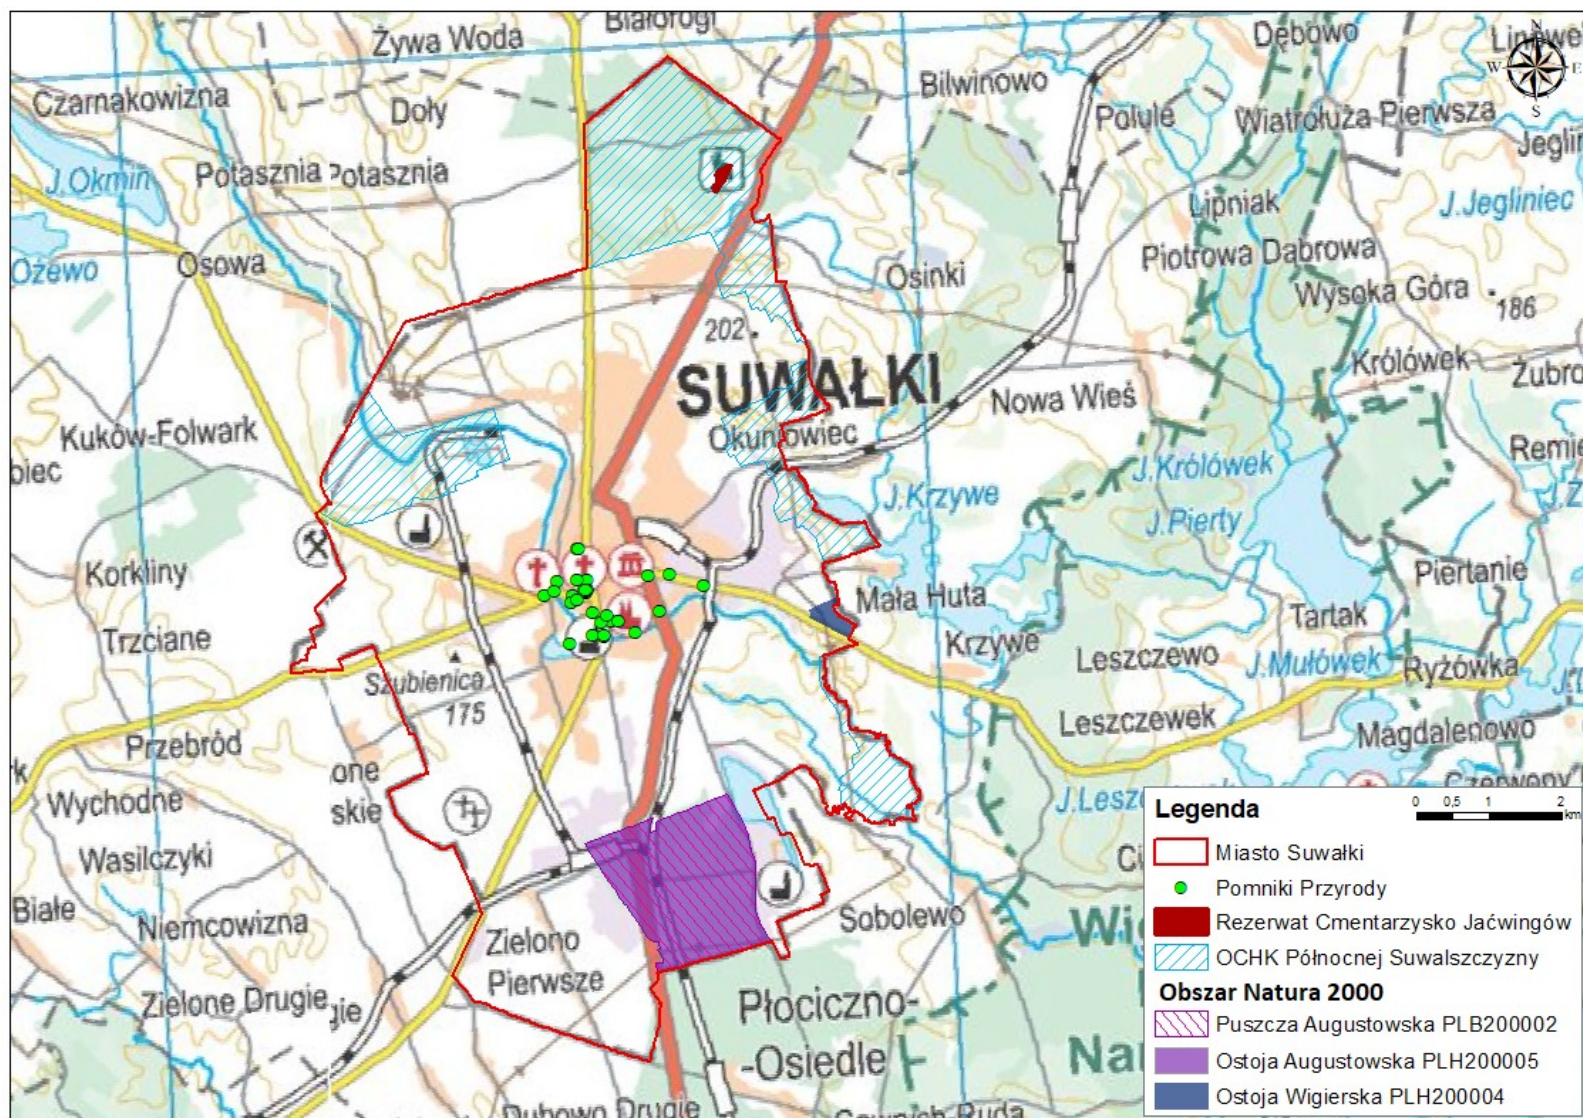 Białorogi
Żywa Woda
Dębowo
N
W E
S
Czarnakowizna
Doły
Bilwinowo
Polule
Wiatrołuża Pierwsza
J.Okmin
Potasznia
Potasznia
Lipniak
J.Jegliniec
Ożewo
Osowa
Osinki
Piotrowa Dąbrowa
Wysoka Góra
186
202
SUWAŁKI
Królówek
Kuków-Folwark
Okuniowiec
Nowa Wieś
J.Królówek
J.Krzywe
J.Pierty
Korkliny
Piertanie
Mała Huta
Tartak
Trzciane
Krzywe
Leszczewo
J.Mułówek
Ryżówka
Szubienica
175
Leszczewek
Przebród
Magdalenowo
Wychodne
one
skie
Wasilczyki
Białe
Niemcowizna
Sobolewo
Zielono
Pierwsze
Zielone Drugie
gie
Płociczno-
-Osiedle
Dubowo Drugie
Legenda
0 0,5 1 2
km
Miasto Suwałki
Pomniki Przyrody
Rezerwat Cmentarzysko Jaćwingów
OCHK Północnej Suwalszczyzny
Obszar Natura 2000
Puszcza Augustowska PLB200002
Ostoja Augustowska PLH200005
Ostoja Wigierska PLH200004